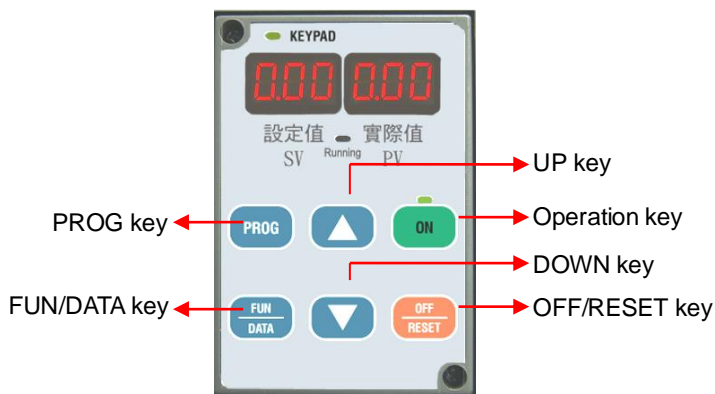 KEYPAD
0.00 0.00
設定值 實際值
SV Running PV
UP key
PROG key PROG ON Operation key
DOWN key
FUN/DATA key FUN DATA OFF RESET OFF/RESET key